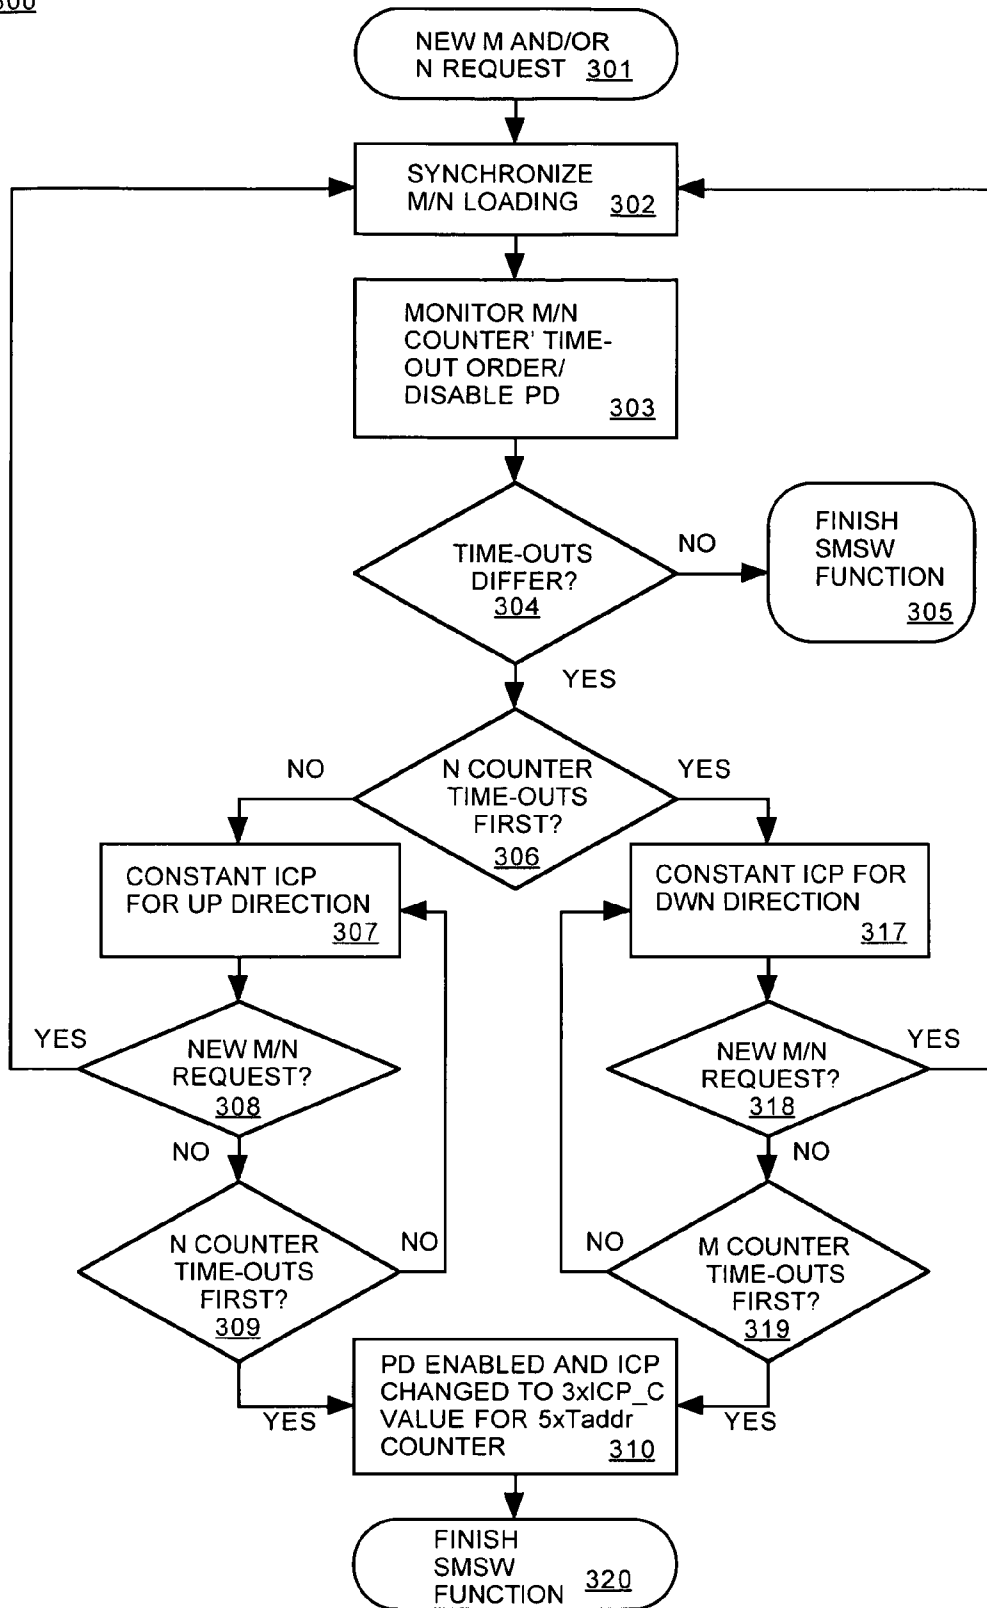 300
NEW M AND/OR
N REQUEST 301
SYNCHRONIZE
M/N LOADING 302
MONITOR M/N
COUNTER' TIME-
OUT ORDER/
DISABLE PD 303
TIME-OUTS
DIFFER?
304
NO
FINISH
SMSW
FUNCTION
305
YES
N COUNTER
TIME-OUTS
FIRST?
306
NO
YES
CONSTANT ICP
FOR UP DIRECTION
307
CONSTANT ICP FOR
DWN DIRECTION
317
YES
NEW M/N
REQUEST?
308
NEW M/N
REQUEST?
318
YES
NO
NO
N COUNTER
TIME-OUTS
FIRST?
309
NO
NO
M COUNTER
TIME-OUTS
FIRST?
319
YES
PD ENABLED AND ICP
CHANGED TO 3xICP_C
VALUE FOR 5xTaddr
COUNTER 310
YES
FINISH
SMSW
FUNCTION 320